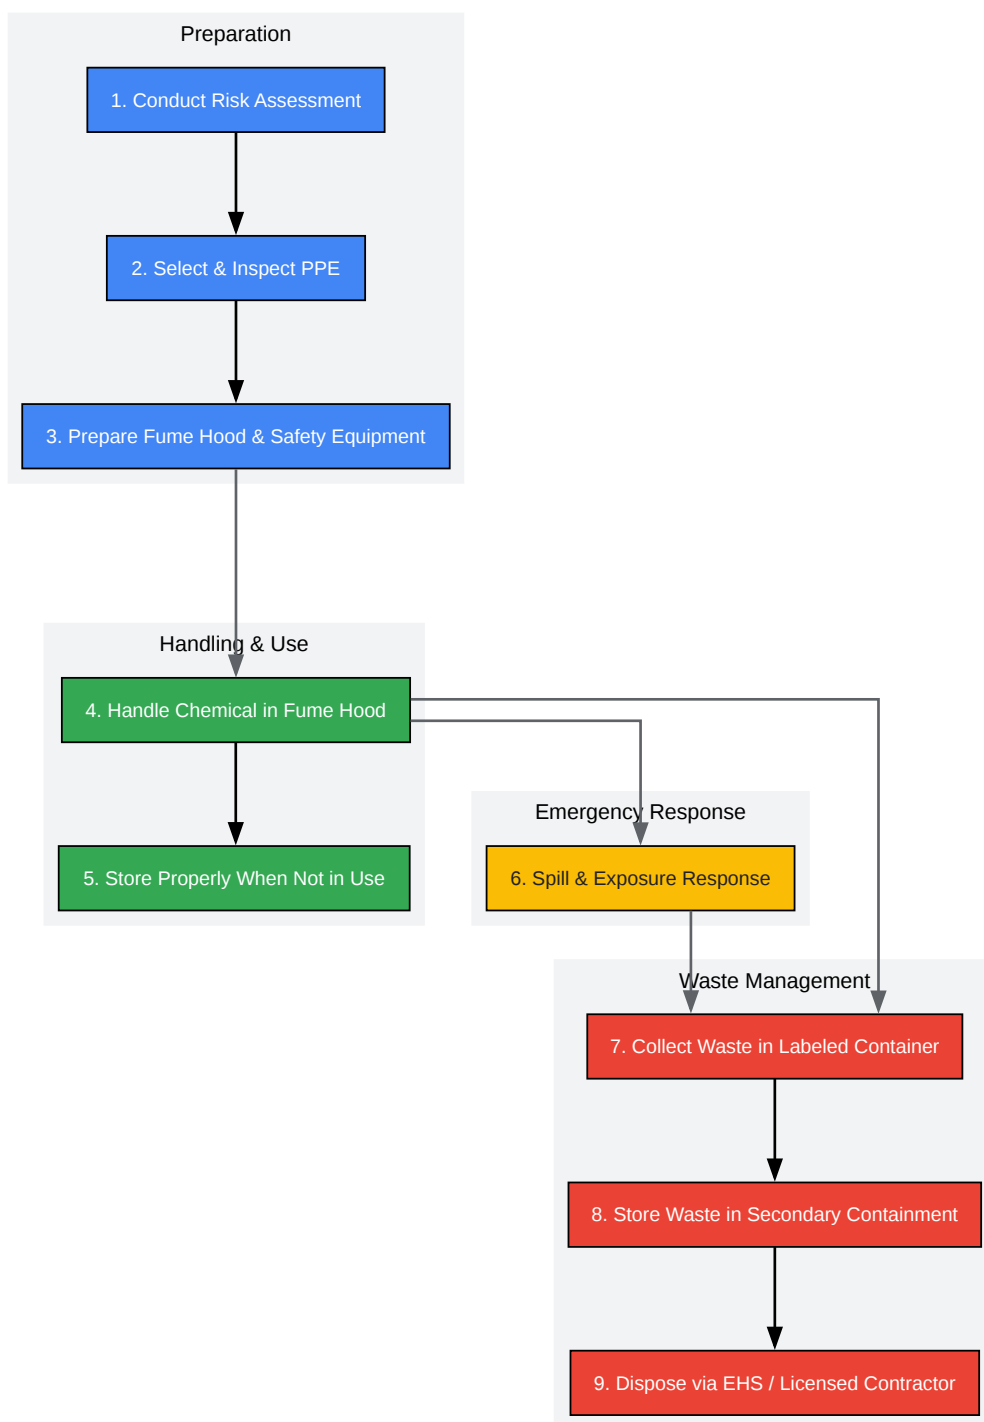 Preparation
1. Conduct Risk Assessment
2. Select & Inspect PPE
3. Prepare Fume Hood & Safety Equipment
Handling & Use
4. Handle Chemical in Fume Hood
5. Store Properly When Not in Use
Emergency Response
6. Spill & Exposure Response
Waste Management
7. Collect Waste in Labeled Container
8. Store Waste in Secondary Containment
9. Dispose via EHS / Licensed Contractor